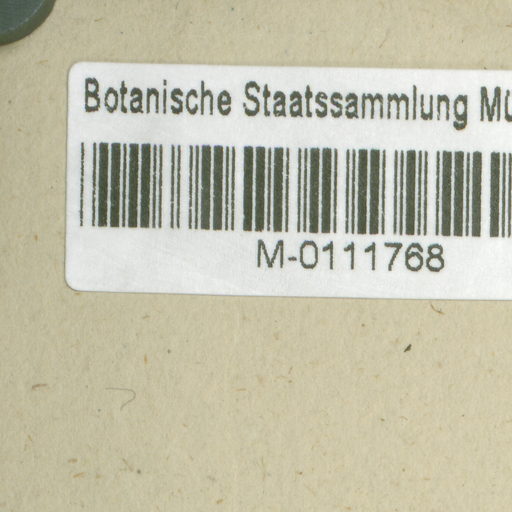 Botanische Staatssammlung Mü
M-0111768